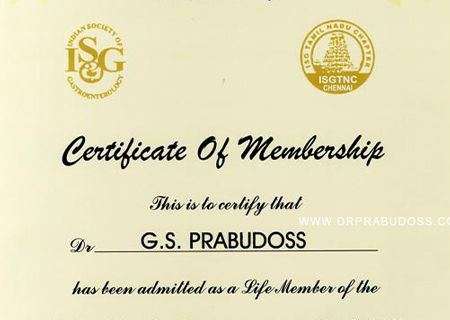 INDIAN SOCIETY OF
ISG
GASTROENTEROLOGY
ISG TAMIL NADU CHAPTER
ISGTNC
CHENNAI
Certificate Of Membership
This is to certify that
WWW.DRPRABUDOSS.CO
Dr G.S. PRABUDOSS
has been admitted as a Life Member of the